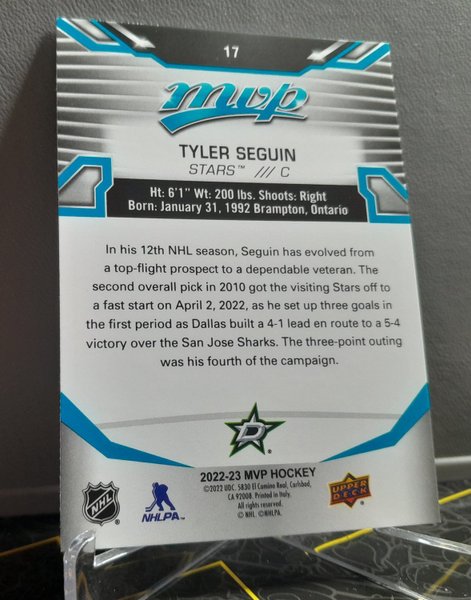 17
mvp
TYLER SEGUIN
STARS™ /// C
Ht: 6'1" Wt: 200 lbs. Shoots: Right
Born: January 31, 1992 Brampton, Ontario
In his 12th NHL season, Seguin has evolved from
a top-flight prospect to a dependable veteran. The
second overall pick in 2010 got the visiting Stars off to
a fast start on April 2, 2022, as he set up three goals in
the first period as Dallas built a 4-1 lead en route to a 5-4
victory over the San Jose Sharks. The three-point outing
was his fourth of the campaign.
D
2022-23 MVP HOCKEY
©2022 UDC. 5830 El Camino Real, Carlsbad,
CA 92008. Printed in Italy.
All rights reserved.
© NHL ©NHLPA.
NHL
NHLPA™
UPPER
DECK